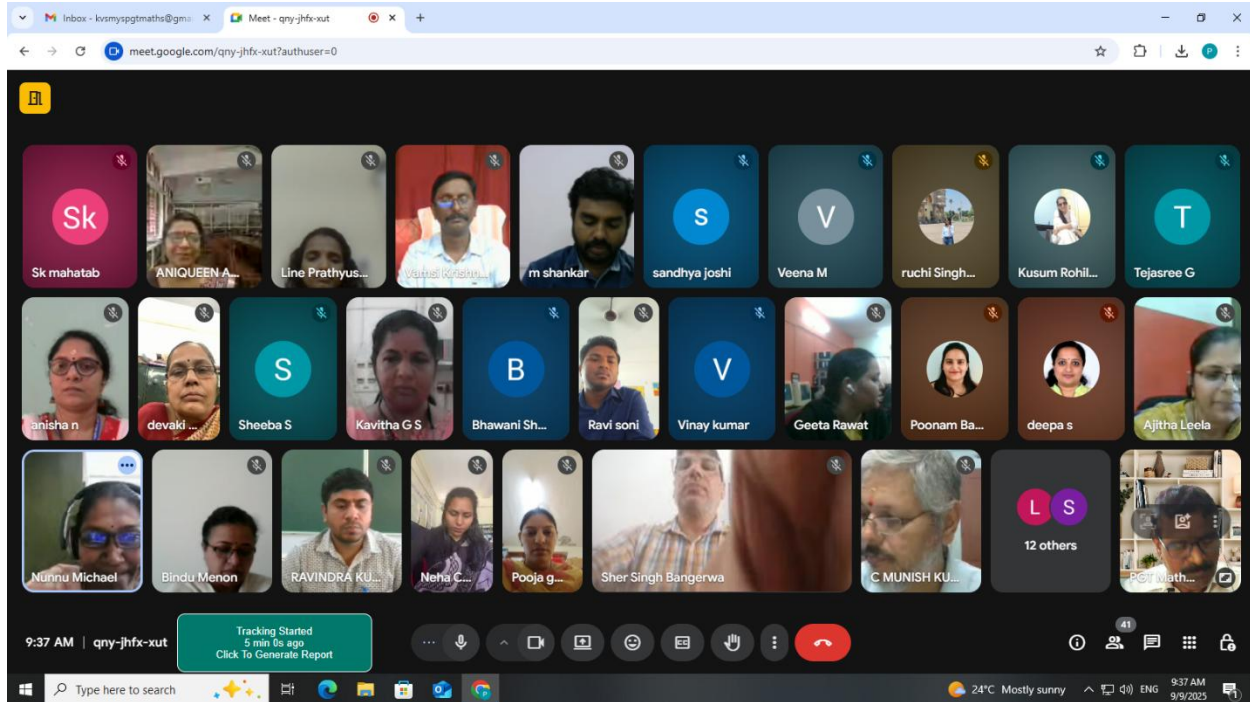 Inbox - kvsmyspgtmaths@gma
Meet - qny-jhfx-xut
meet.google.com/qny-jhfx-xut?authuser=0
P
Sk
Sk mahatab
ANIQUEEN A...
Line Prathyus...
Vamsi Krishn...
m shankar
s
sandhya joshi
V
Veena M
ruchi Singh...
Kusum Rohil...
T
Tejasree G
anisha n
devaki ...
S
Sheeba S
Kavitha G S
B
Bhawani Sh...
Ravi soni
V
Vinay kumar
Geeta Rawat
Poonam Ba...
deepa s
Ajitha Leela
Nunnu Michael
Bindu Menon
RAVINDRA KU...
Neha C...
Pooja g...
Sher Singh Bangerwa
C MUNISH KU...
L S
12 others
PGT Math...
9:37 AM | qny-jhfx-xut
Tracking Started
5 min 0s ago
Click To Generate Report
CC
41
Type here to search
24°C Mostly sunny
ENG
9:37 AM
9/9/2025
1